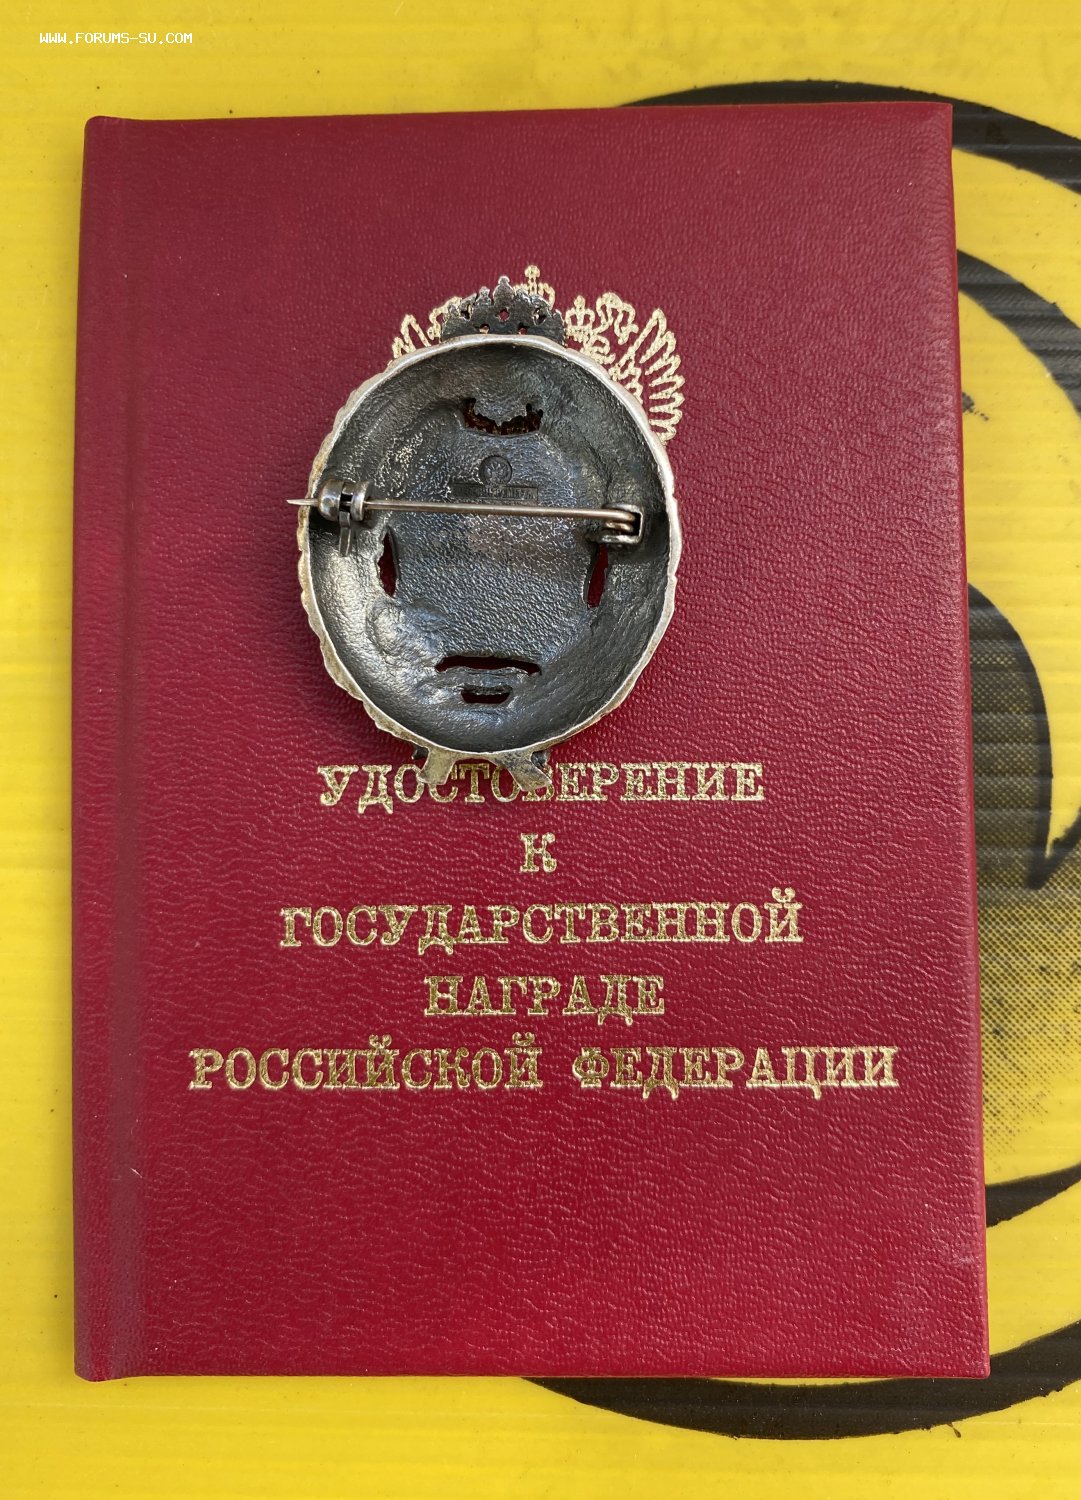 WWW.FORUMS-SU.COM
УДОСТОВЕРЕНИЕ
К
ГОСУДАРСТВЕННОЙ
НАГРАДЕ
РОССИЙСКОЙ ФЕДЕРАЦИИ